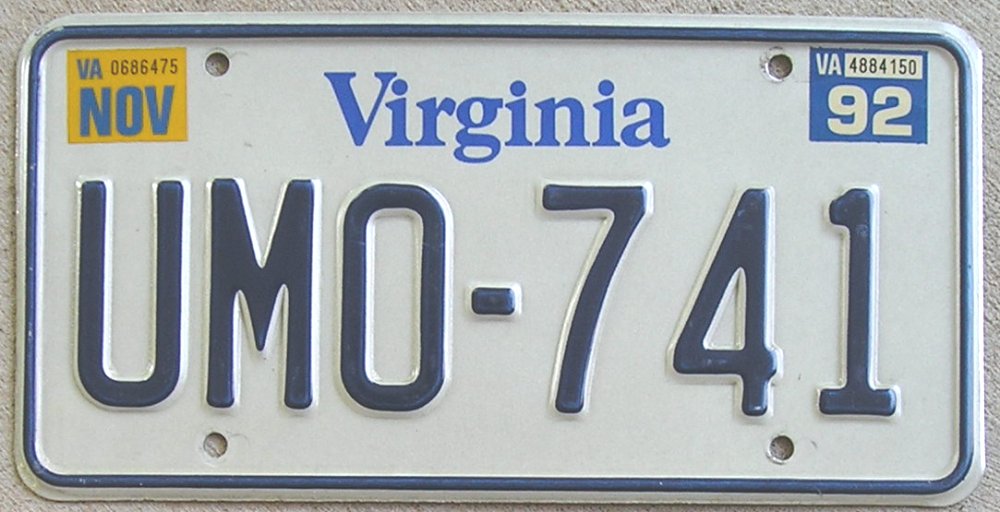 VA 0686475
NOV
Virginia
VA 4884150
92
UMO-741